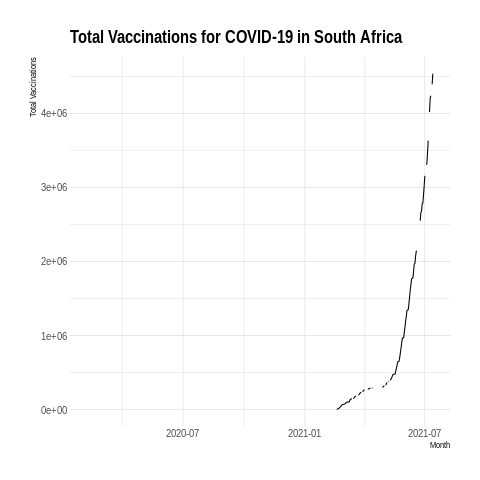 Total Vaccinations for COVID-19 in South Africa
Total Vaccinations
4e+06
3e+06
2e+06
1e+06
0e+00
2020-07 2021-01 2021-07
Month